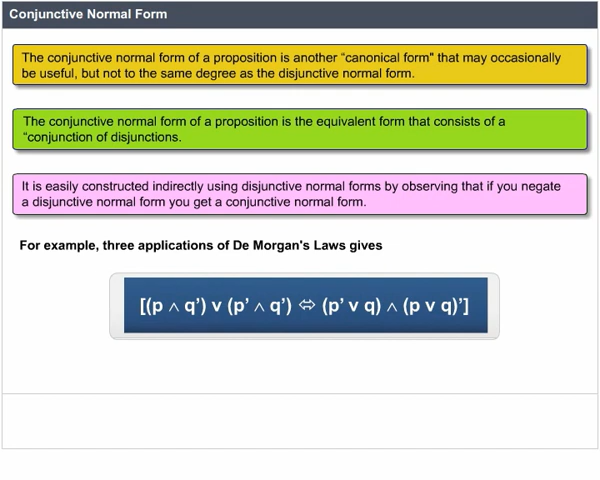 Conjunctive Normal Form
The conjunctive normal form of a proposition is another “canonical form" that may occasionally
be useful, but not to the same degree as the disjunctive normal form.
The conjunctive normal form of a proposition is the equivalent form that consists of a
“conjunction of disjunctions.
It is easily constructed indirectly using disjunctive normal forms by observing that if you negate
a disjunctive normal form you get a conjunctive normal form.
For example, three applications of De Morgan's Laws gives
[(p ∧ q’) v (p’ ∧ q’) ⇔ (p’ v q) ∧ (p v q)’]